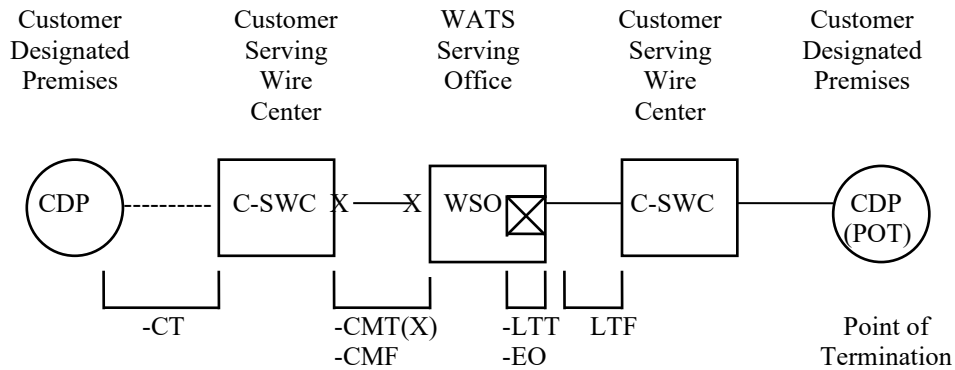 Customer
Designated
Premises
Customer
Serving
Wire
Center
WATS
Serving
Office
Customer
Serving
Wire
Center
Customer
Designated
Premises
CDP
C-SWC
X
X
WSO
C-SWC
CDP
(POT)
-CT
-CMT(X)
-CMF
-LTT
-EO
LTF
Point of
Termination